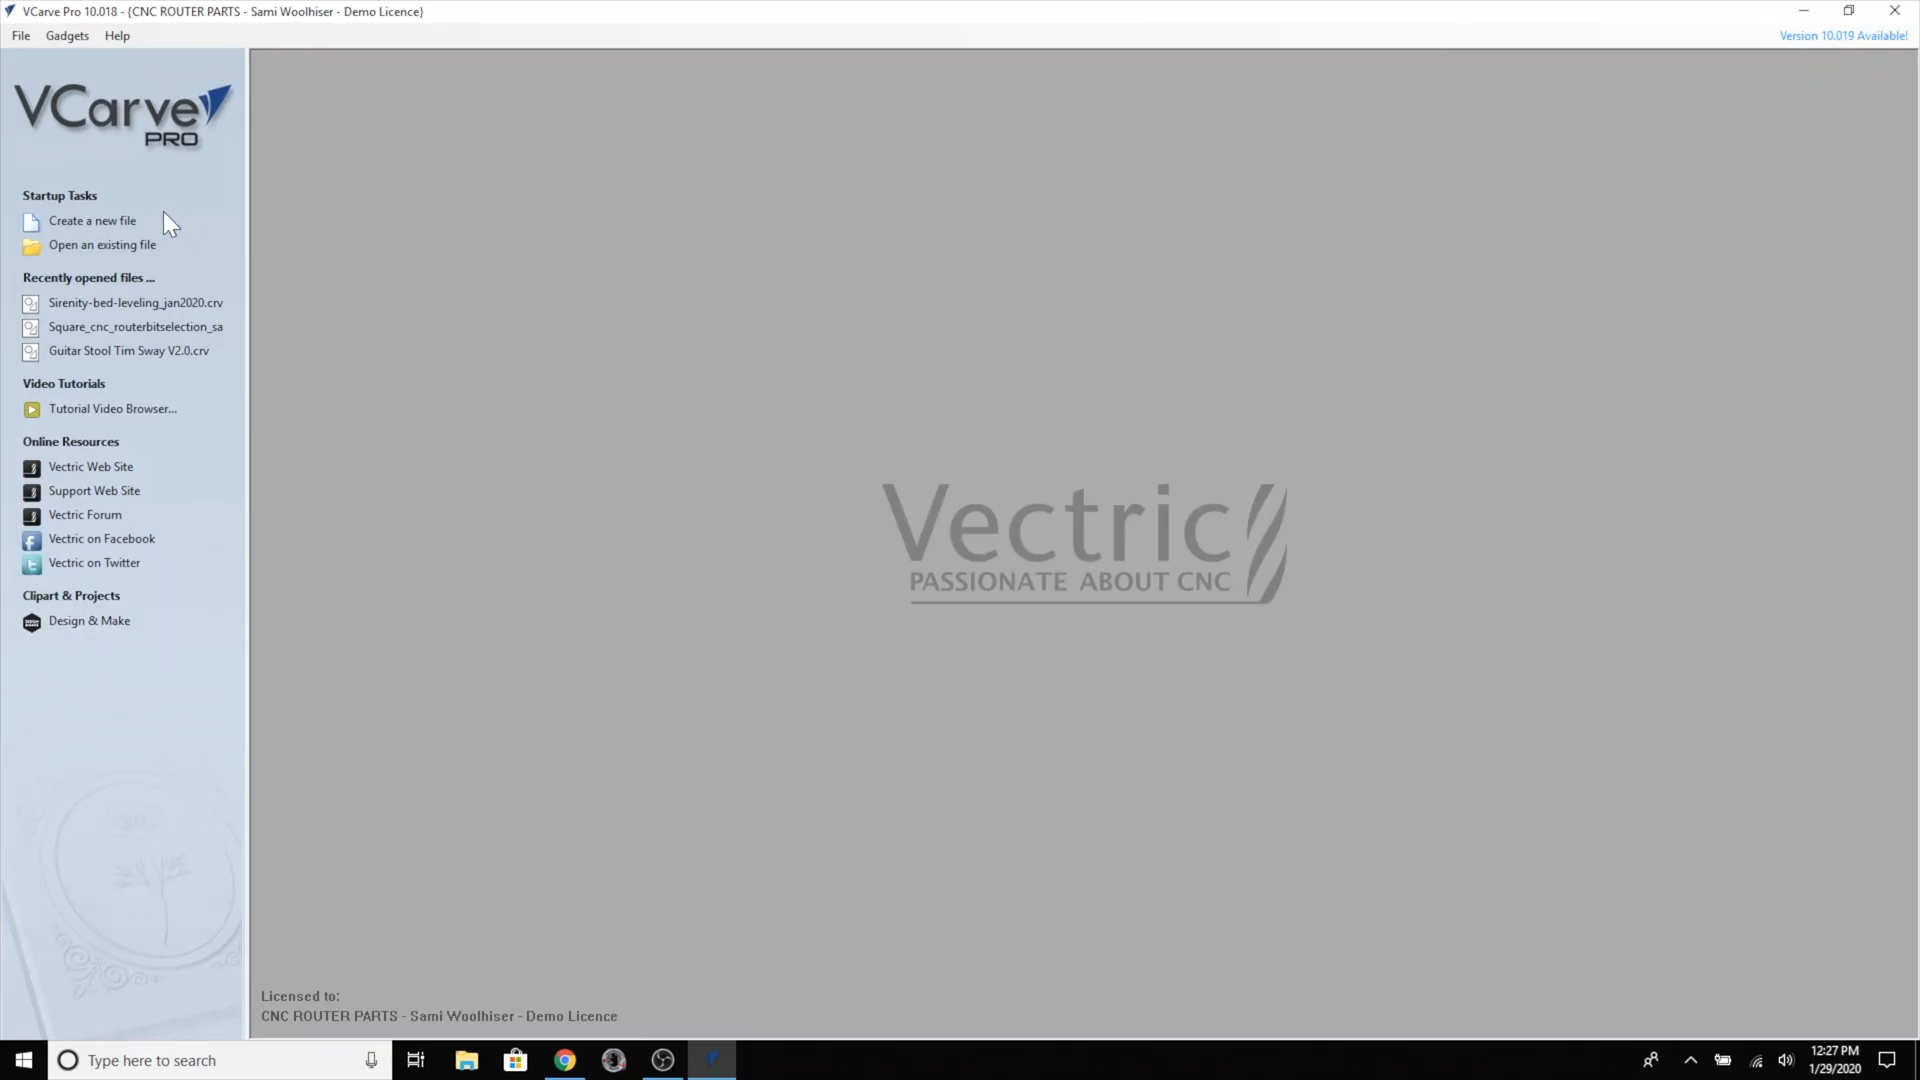 VCarve Pro 10.018 - {CNC ROUTER PARTS - Sami Woolhiser - Demo Licence}
File Gadgets Help
Version 10.019 Available!
VCarve
PRO
Startup Tasks
Create a new file
Open an existing file
Recently opened files ...
Sirenity-bed-leveling_jan2020.crv
Square_cnc_routerbitselection_sa
Guitar Stool Tim Sway V2.0.crv
Video Tutorials
Tutorial Video Browser...
Online Resources
Vectric Web Site
Support Web Site
Vectric Forum
Vectric on Facebook
Vectric on Twitter
Clipart & Projects
Design & Make
Vectric
PASSIONATE ABOUT CNC
Licensed to:
CNC ROUTER PARTS - Sami Woolhiser - Demo Licence
Type here to search
12:27 PM
1/29/2020